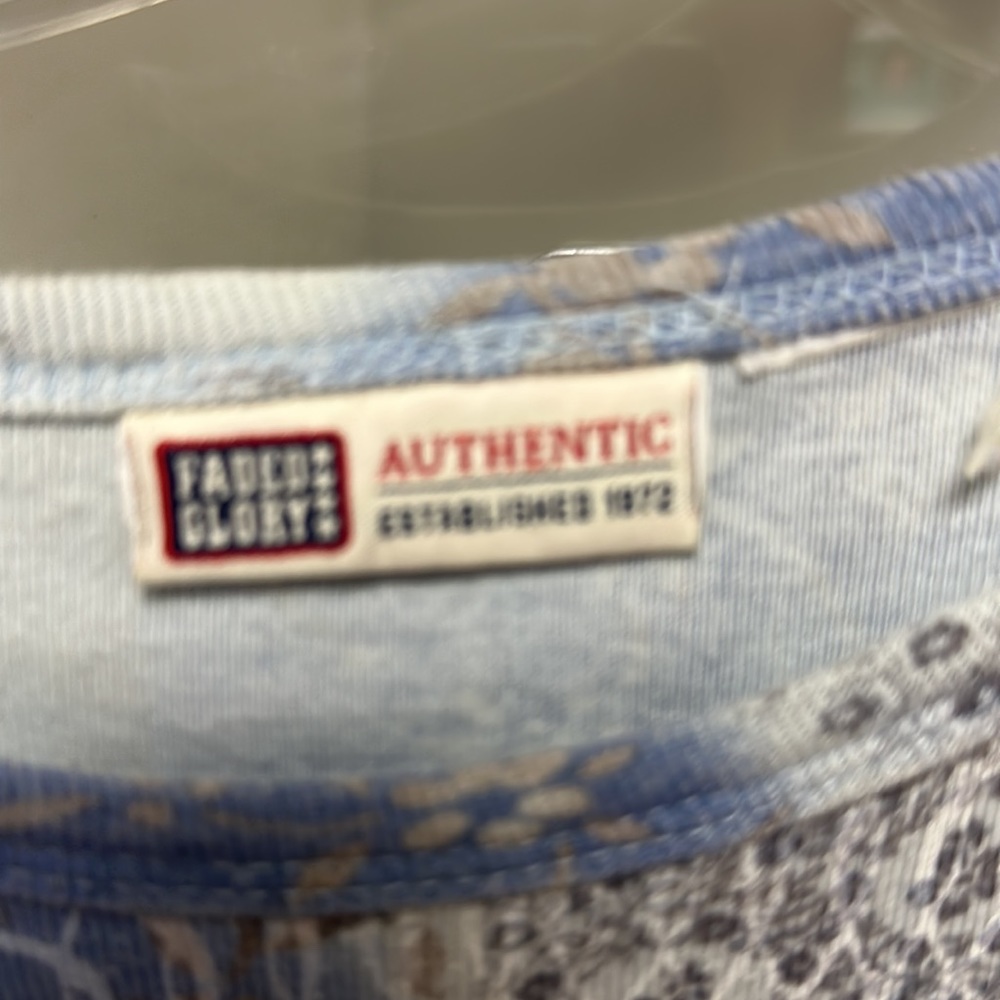 FADED
GLORY
AUTHENTIC
ESTABLISHED 1972